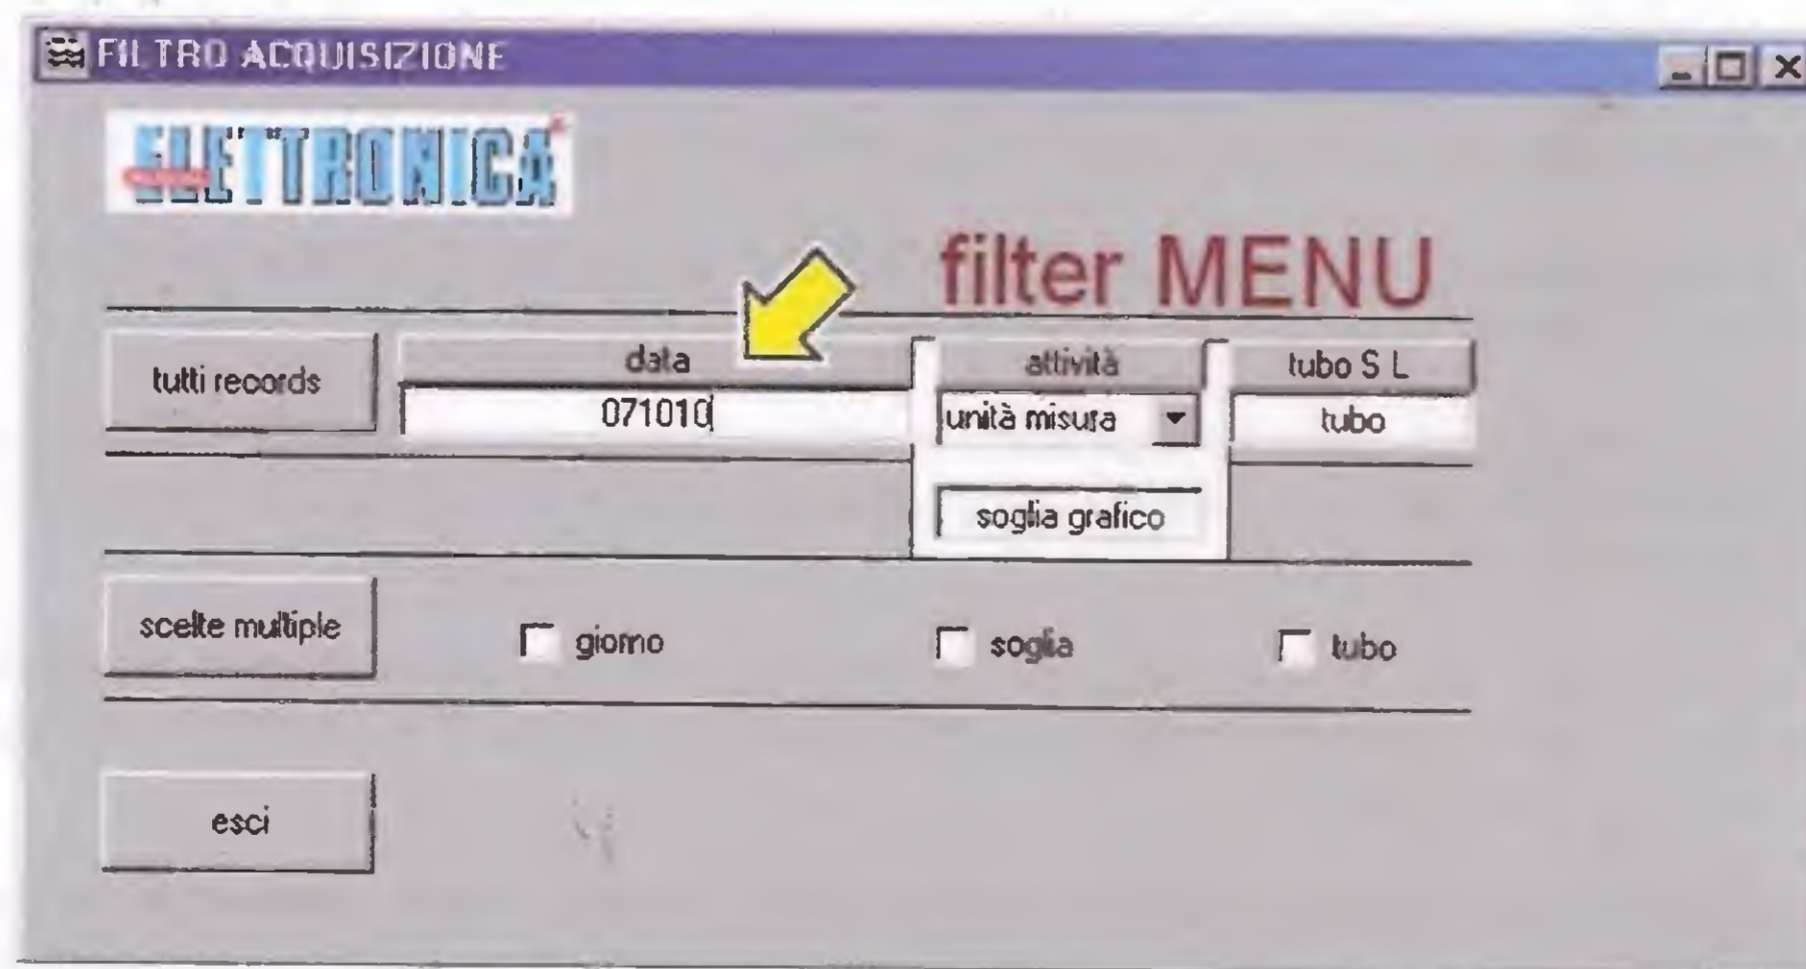 FILTRO ACQUISIZIONE
ELETTRONICA
filter MENU
tutti records
data
attività
tubo S L
071010
unità misura
tubo
soglia grafico
scelte multiple
giorno
soglia
tubo
esci